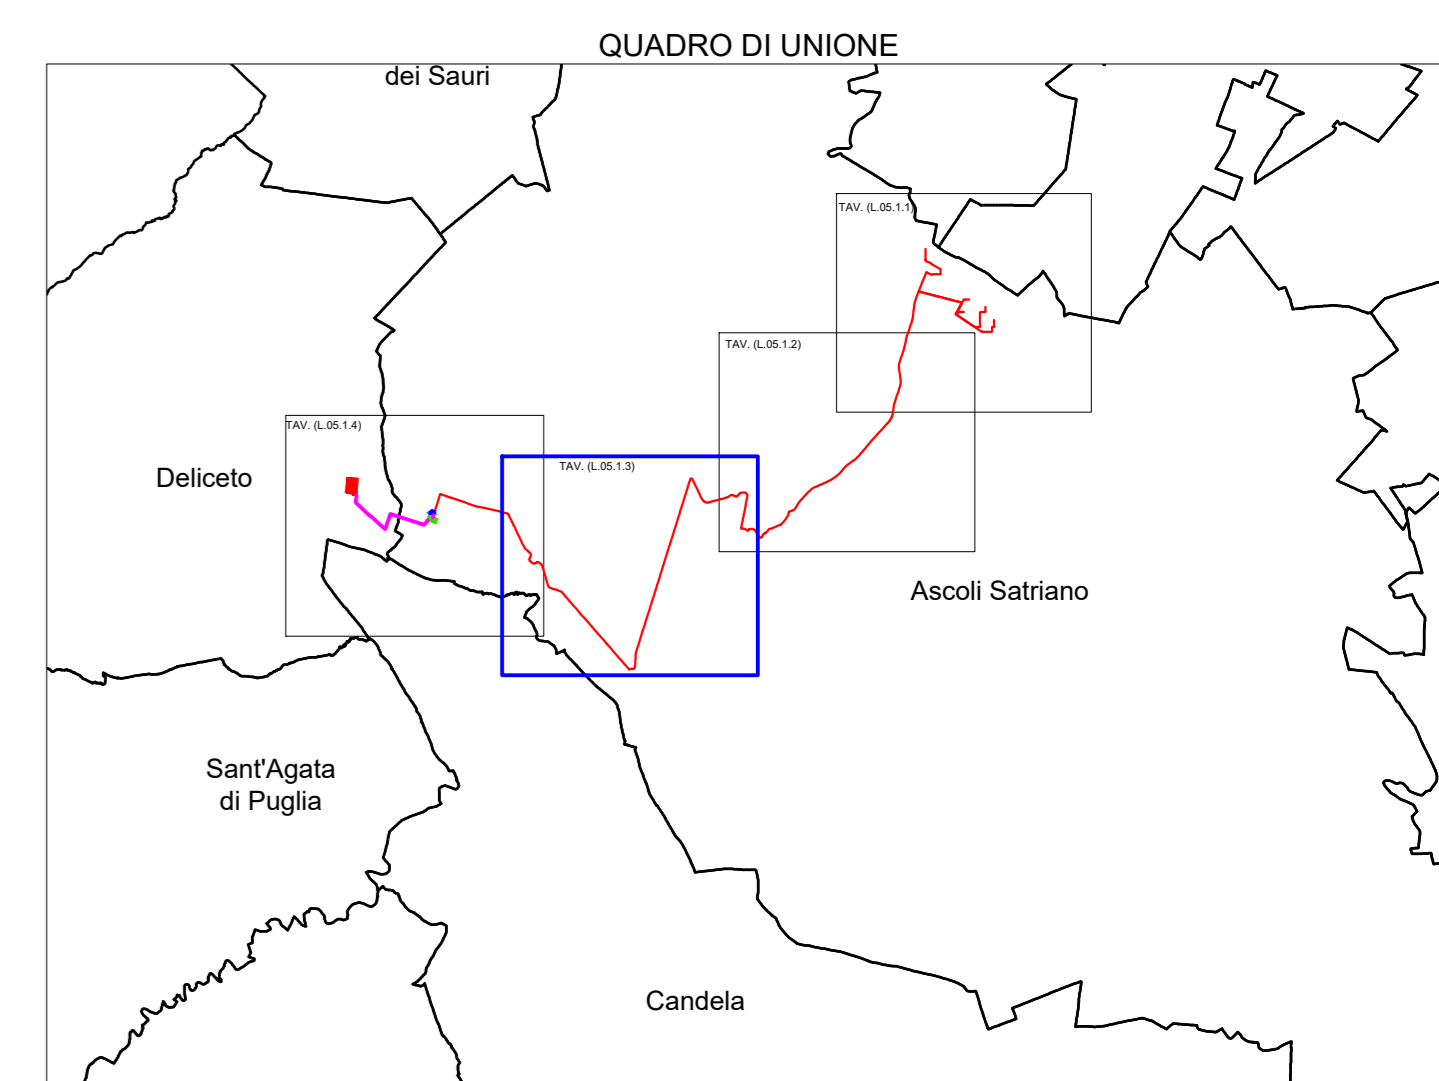 QUADRO DI UNIONE
dei Sauri
TAV. (L.05.1.1)
TAV. (L.05.1.2)
TAV. (L.05.1.4)
TAV. (L.05.1.3)
Deliceto
Ascoli Satriano
Sant'Agata
di Puglia
Candela